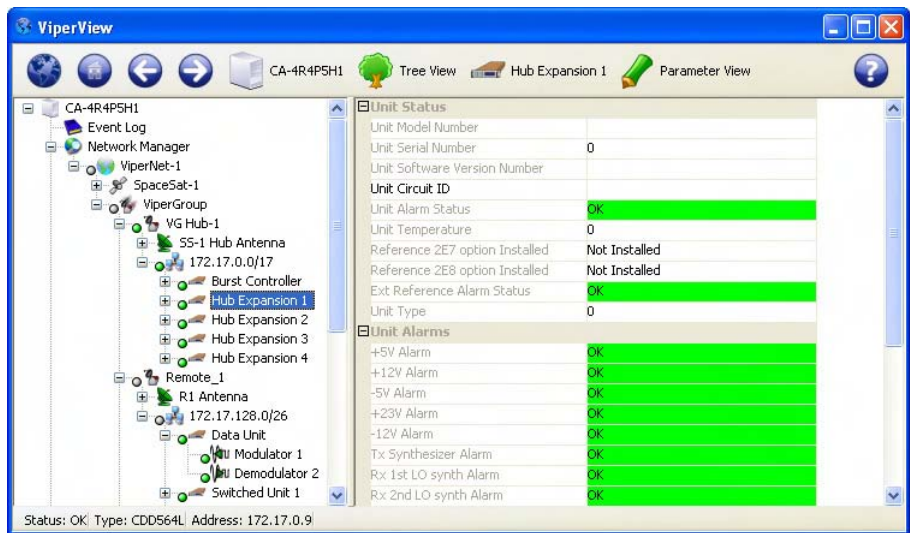 ViperView
CA-4R4P5H1 Tree View Hub Expansion 1 Parameter View ?
CA-4R4P5H1
Event Log
Network Manager
ViperNet-1
SpaceSat-1
ViperGroup
VG Hub-1
SS-1 Hub Antenna
172.17.0.0/17
Burst Controller
Hub Expansion 1
Hub Expansion 2
Hub Expansion 3
Hub Expansion 4
Remote_1
R1 Antenna
172.17.128.0/26
Data Unit
Modulator 1
Demodulator 2
Switched Unit 1
Unit Status
Unit Model Number
Unit Serial Number 0
Unit Software Version Number
Unit Circuit ID
Unit Alarm Status OK
Unit Temperature 0
Reference 2E7 option Installed Not Installed
Reference 2E8 option Installed Not Installed
Ext Reference Alarm Status OK
Unit Type 0
Unit Alarms
+5V Alarm OK
+12V Alarm OK
-5V Alarm OK
+23V Alarm OK
-12V Alarm OK
Tx Synthesizer Alarm OK
Rx 1st LO synth Alarm OK
Rx 2nd LO synth Alarm OK
Status: OK Type: CDD564L Address: 172.17.0.9